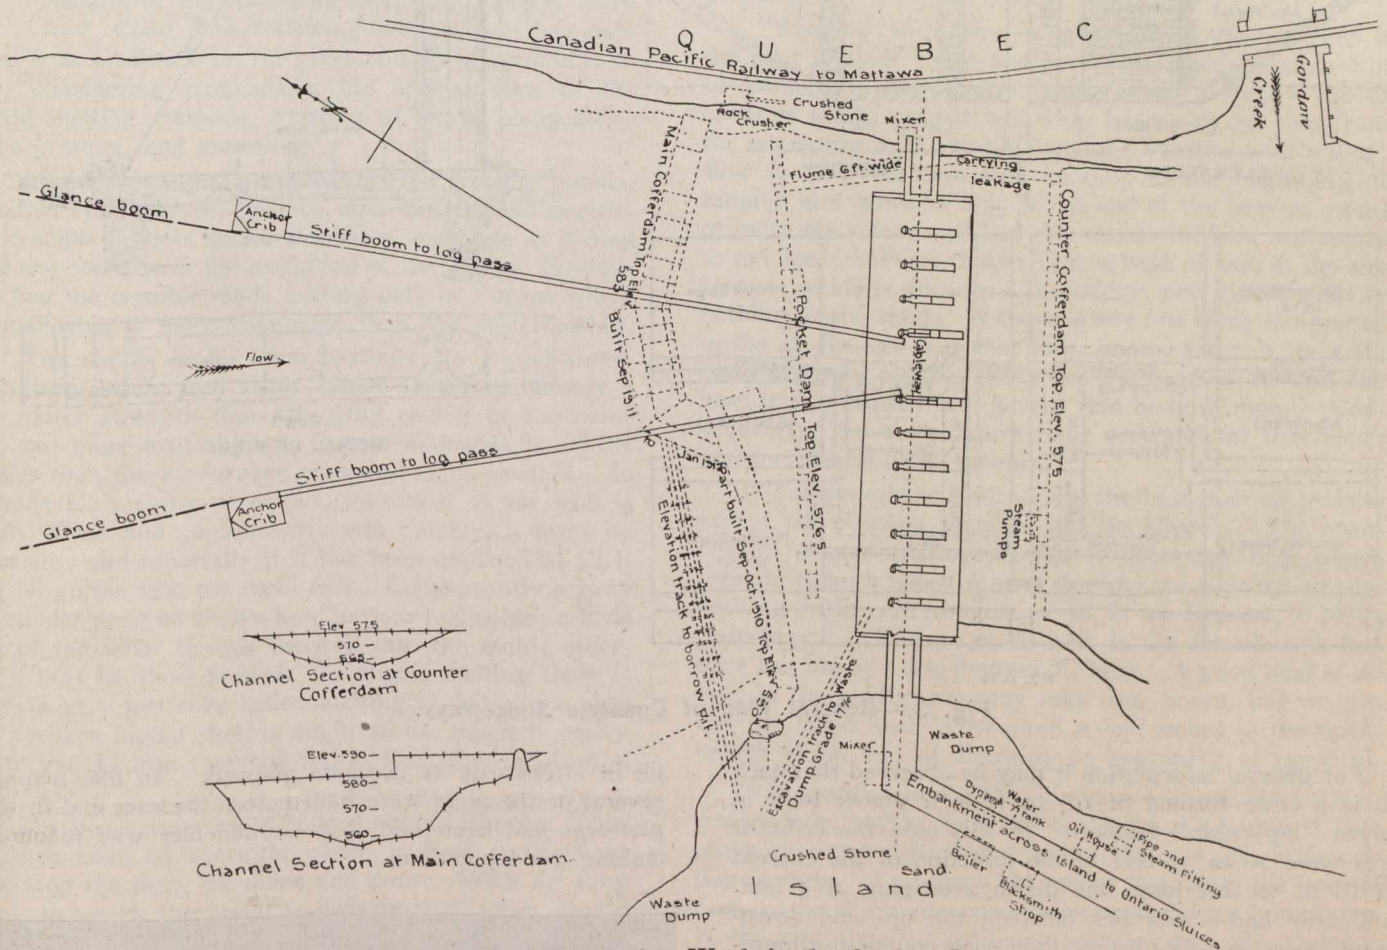 QUEBEC
Canadian Pacific Railway to Mattawa
Gordon
Creek
Crushed
Stone
Rock
Crusher
Mixer
Flume 6ft wide
Carrying
leakage
Glance boom
Anchor
Crib
Stiff boom to log pass
Main Cofferdam Top Elev.
583
Built Sep 1911
Pocket Dam Top Elev. 576.5
Cableway
Counter Cofferdam Top Elev. 575
Flow
Stiff boom to log pass
Steam
Pumps
Anchor
Crib
Glance boom
Jan 1912
Part built Sep-Oct 1910 Top El.
Elevation track to borrow pit.
Elev 575
570
565
Channel Section at Counter
Cofferdam
Excavation track to Waste
Dump Grade 17%
Elev. 590
580
570
560
Channel Section at Main Cofferdam.
Mixer
Waste
Dump
Dynamo
Water
Tank
Oil House
Pipe and
Steam Fitting
Embankment across Island to Ontario Sluices
Crushed Stone
Sand.
Boiler
Blacksmith
Shop
Island
Waste
Dump